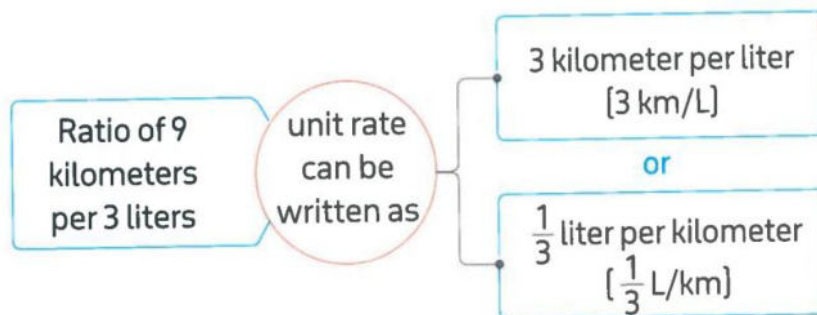 Ratio of 9
kilometers
per 3 liters
unit rate
can be
written as
3 kilometer per liter
[3 km/L]
or
1/3 liter per kilometer
[1/3 L/km]